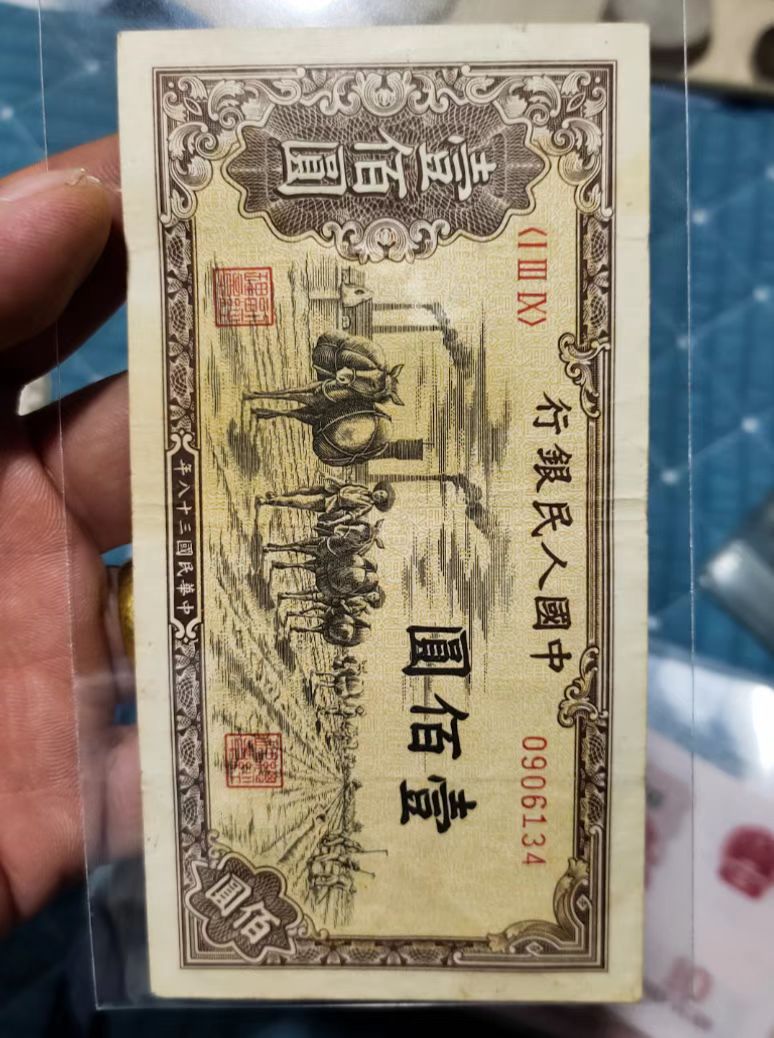 中國人民銀行
〈I III IX〉
0906134
壹佰圓
壹佰圓
佰圓
中華民國三十八年